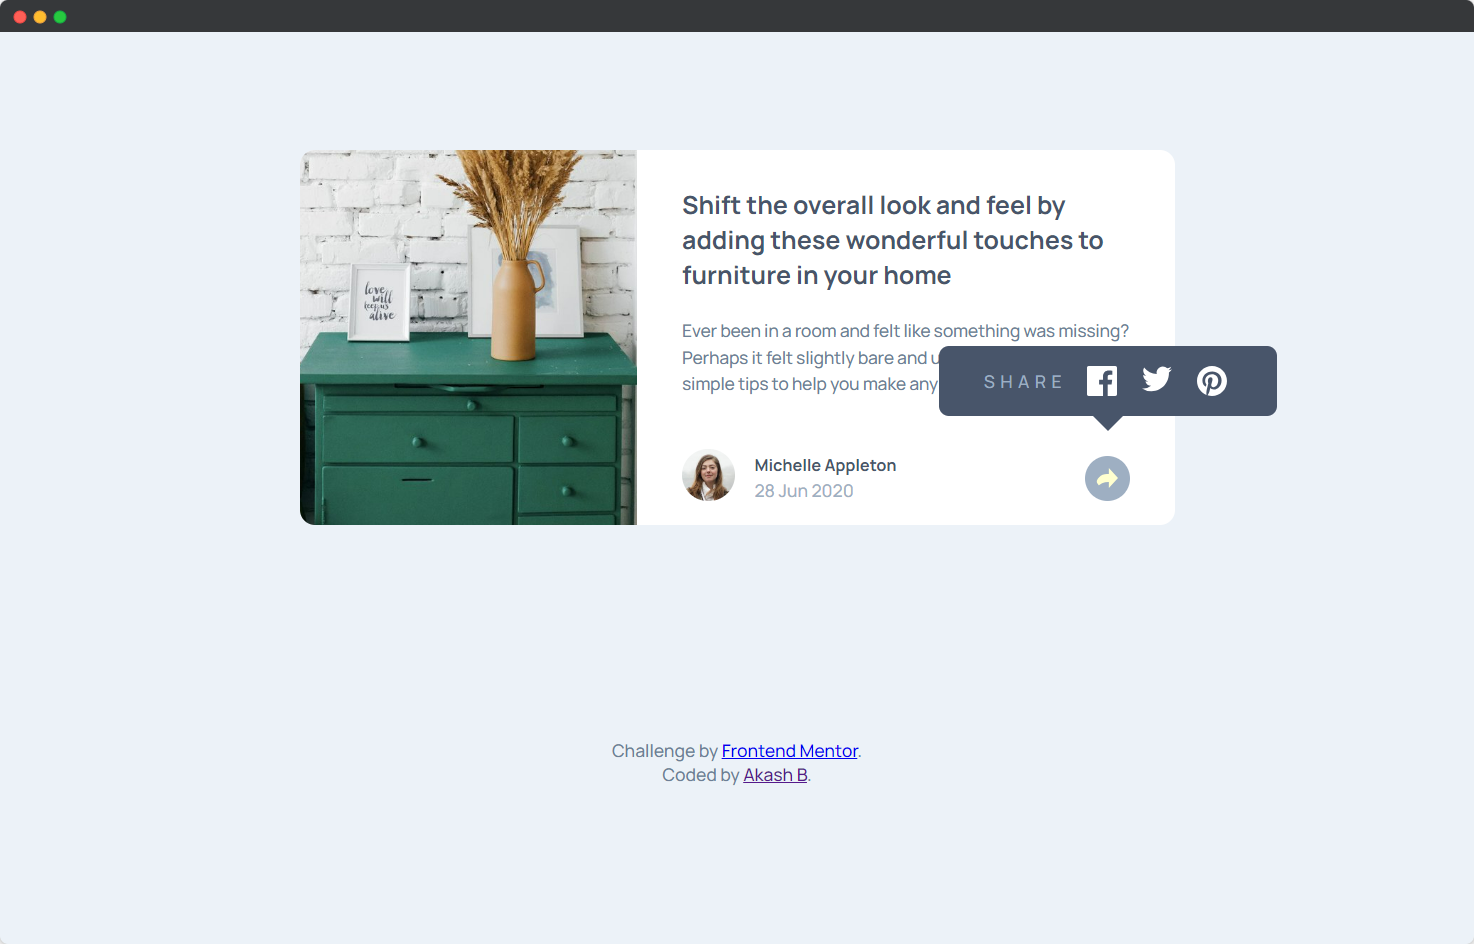 Shift the overall look and feel by
adding these wonderful touches to
furniture in your home
Ever been in a room and felt like something was missing?
Perhaps it felt slightly bare and u
simple tips to help you make any
SHARE
Michelle Appleton
28 Jun 2020
love
will
keep us
alive
Challenge by Frontend Mentor.
Coded by Akash B.